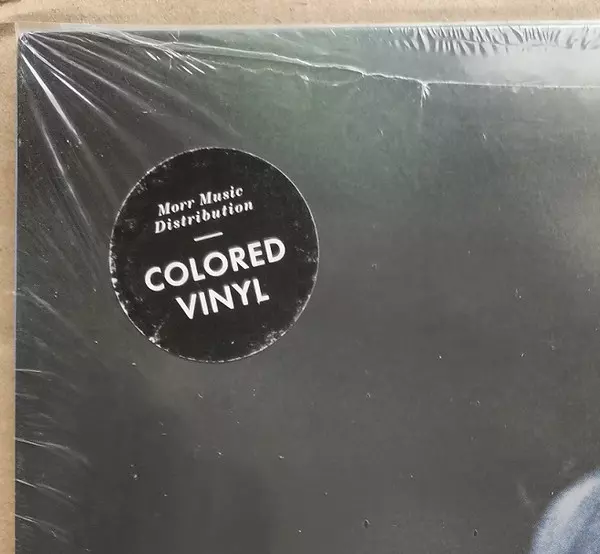 Morr Music
Distribution
—
COLORED
VINYL